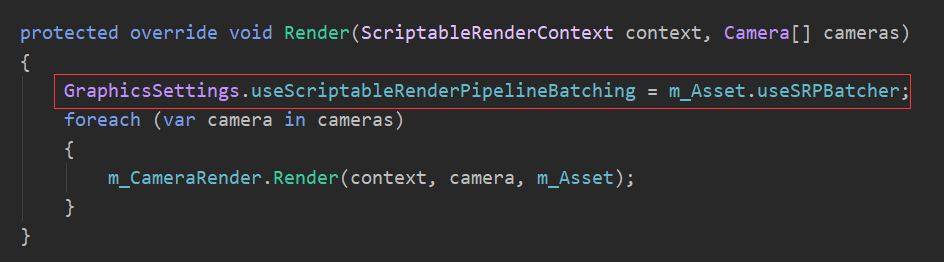 protected override void Render(ScriptableRenderContext context, Camera[] cameras)
{
GraphicsSettings.useScriptableRenderPipelineBatching = m_Asset.useSRPBatcher;
foreach (var camera in cameras)
{
m_CameraRender.Render(context, camera, m_Asset);
}
}